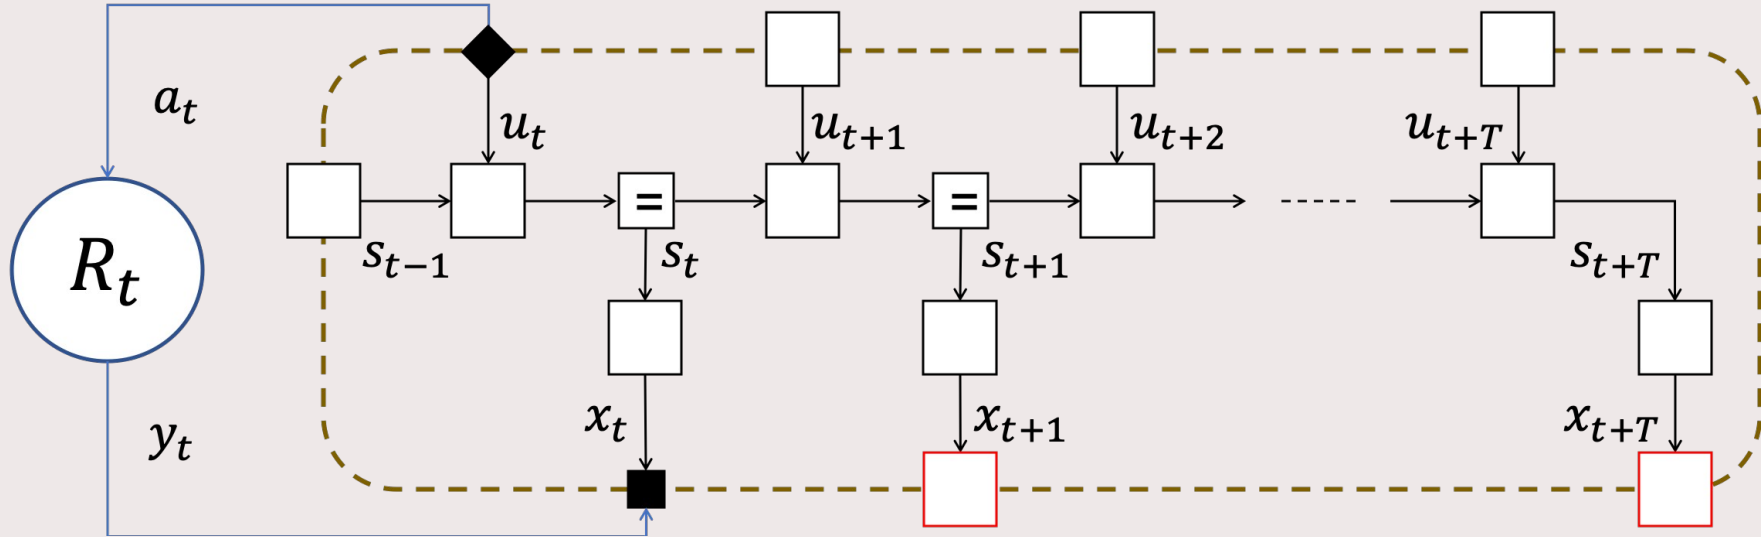 a_t
u_t
u_{t+1}
u_{t+2}
u_{t+T}
=
=
R_t
s_{t-1}
s_t
s_{t+1}
s_{t+T}
y_t
x_t
x_{t+1}
x_{t+T}